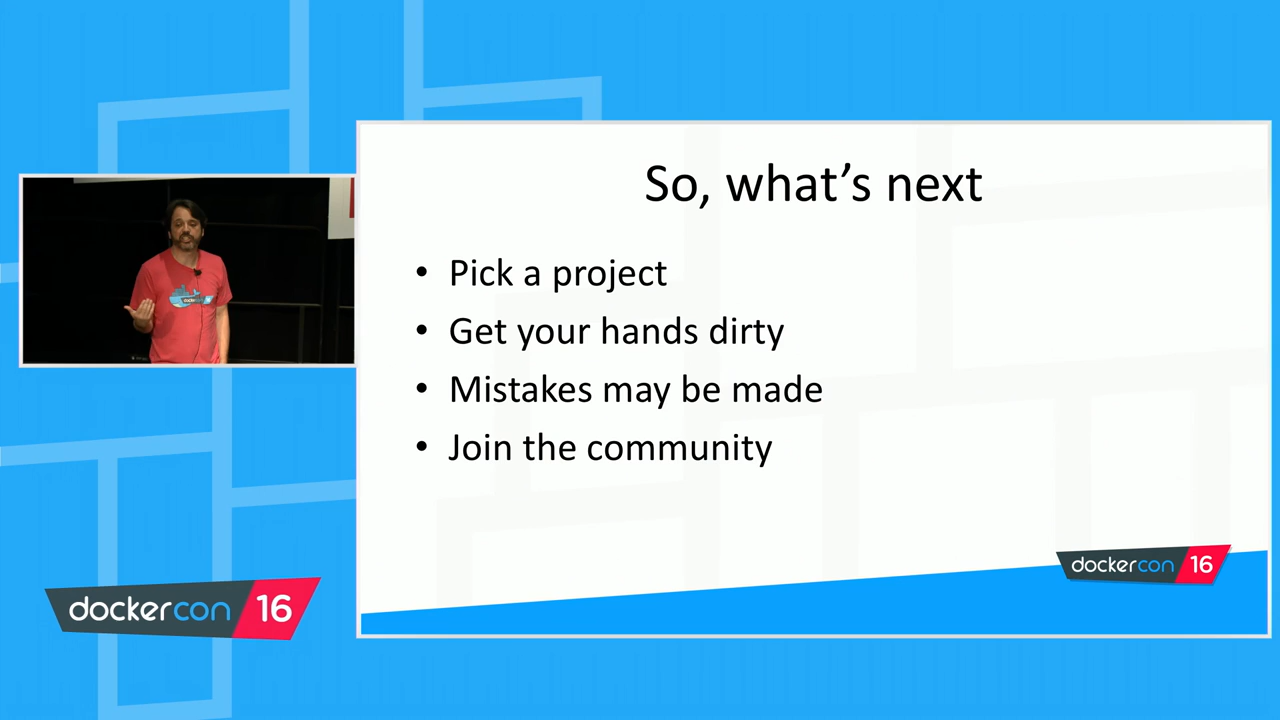 So, what's next
• Pick a project
• Get your hands dirty
• Mistakes may be made
• Join the community
dockercon 16
dockercon 16